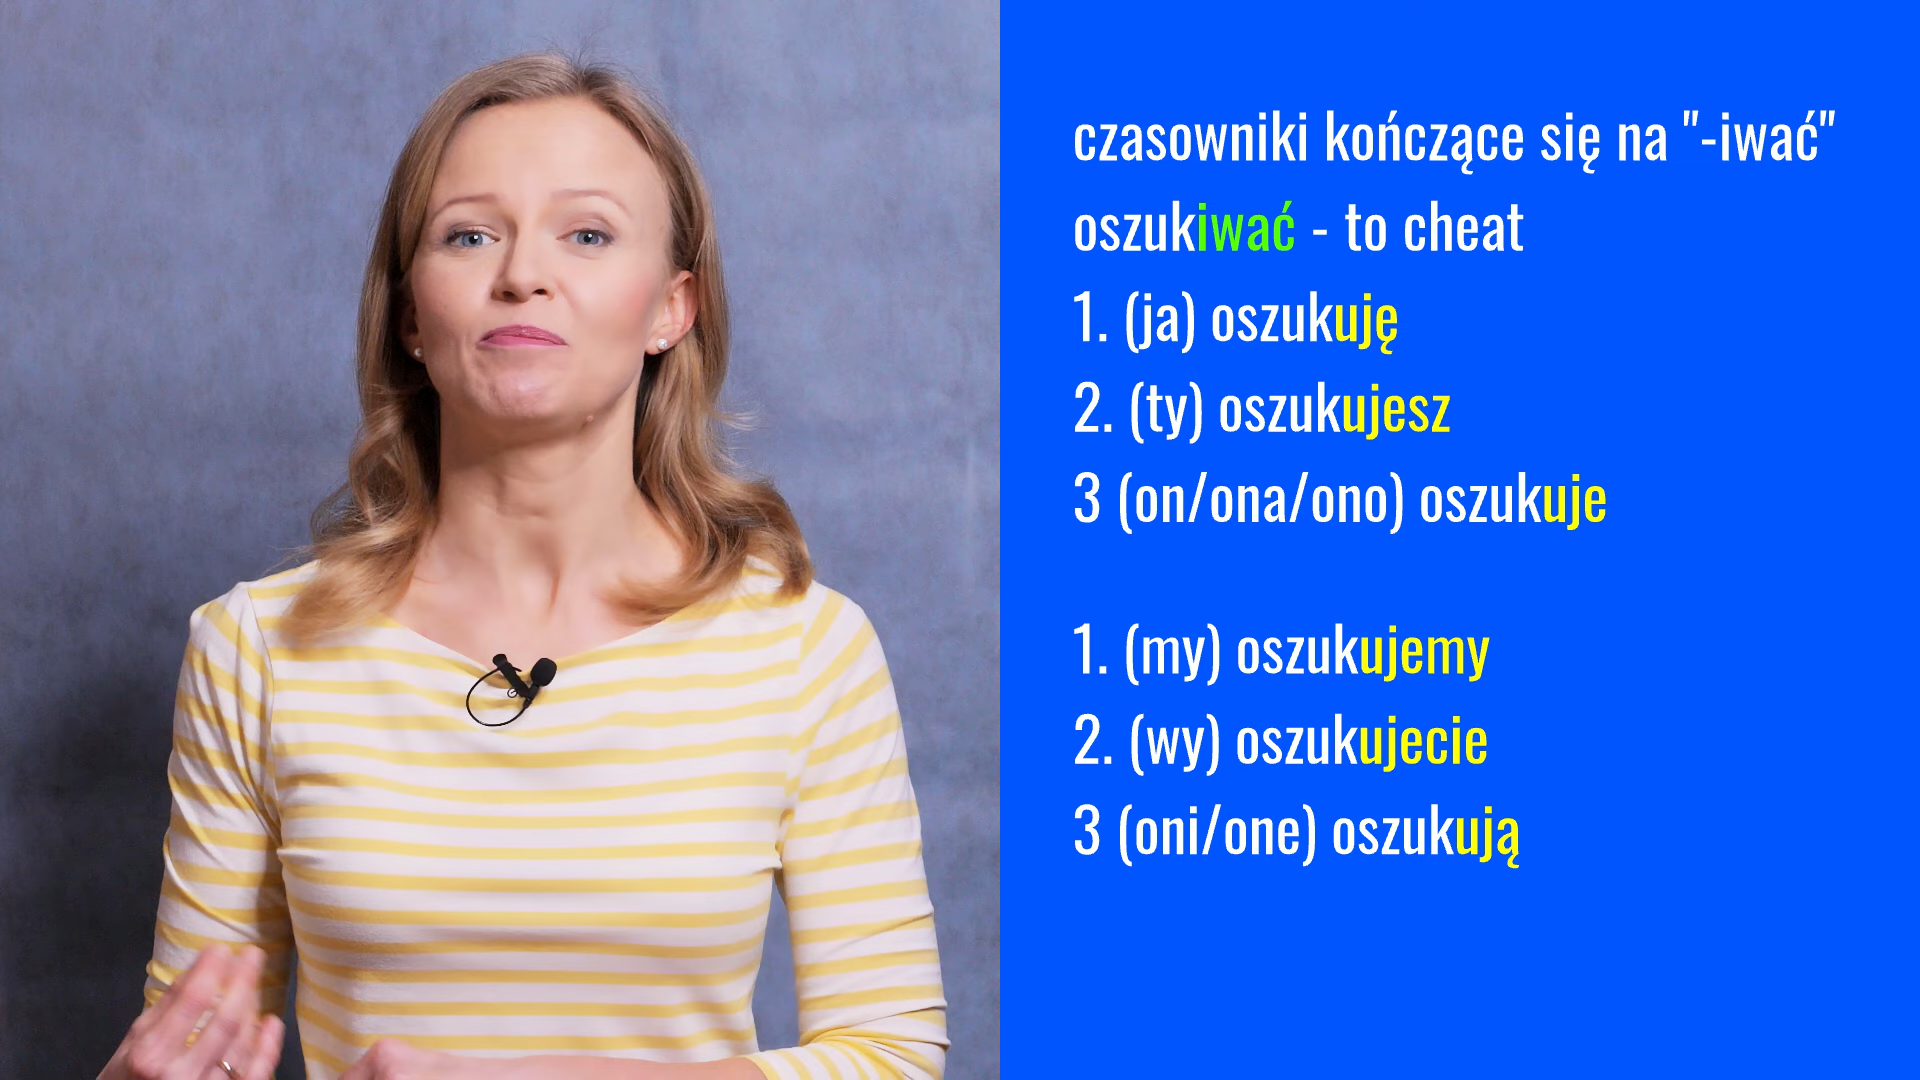 czasowniki kończące się na "-iwać"
oszukiwać - to cheat
1. (ja) oszukuję
2. (ty) oszukujesz
3 (on/ona/ono) oszukuje
1. (my) oszukujemy
2. (wy) oszukujecie
3 (oni/one) oszukują